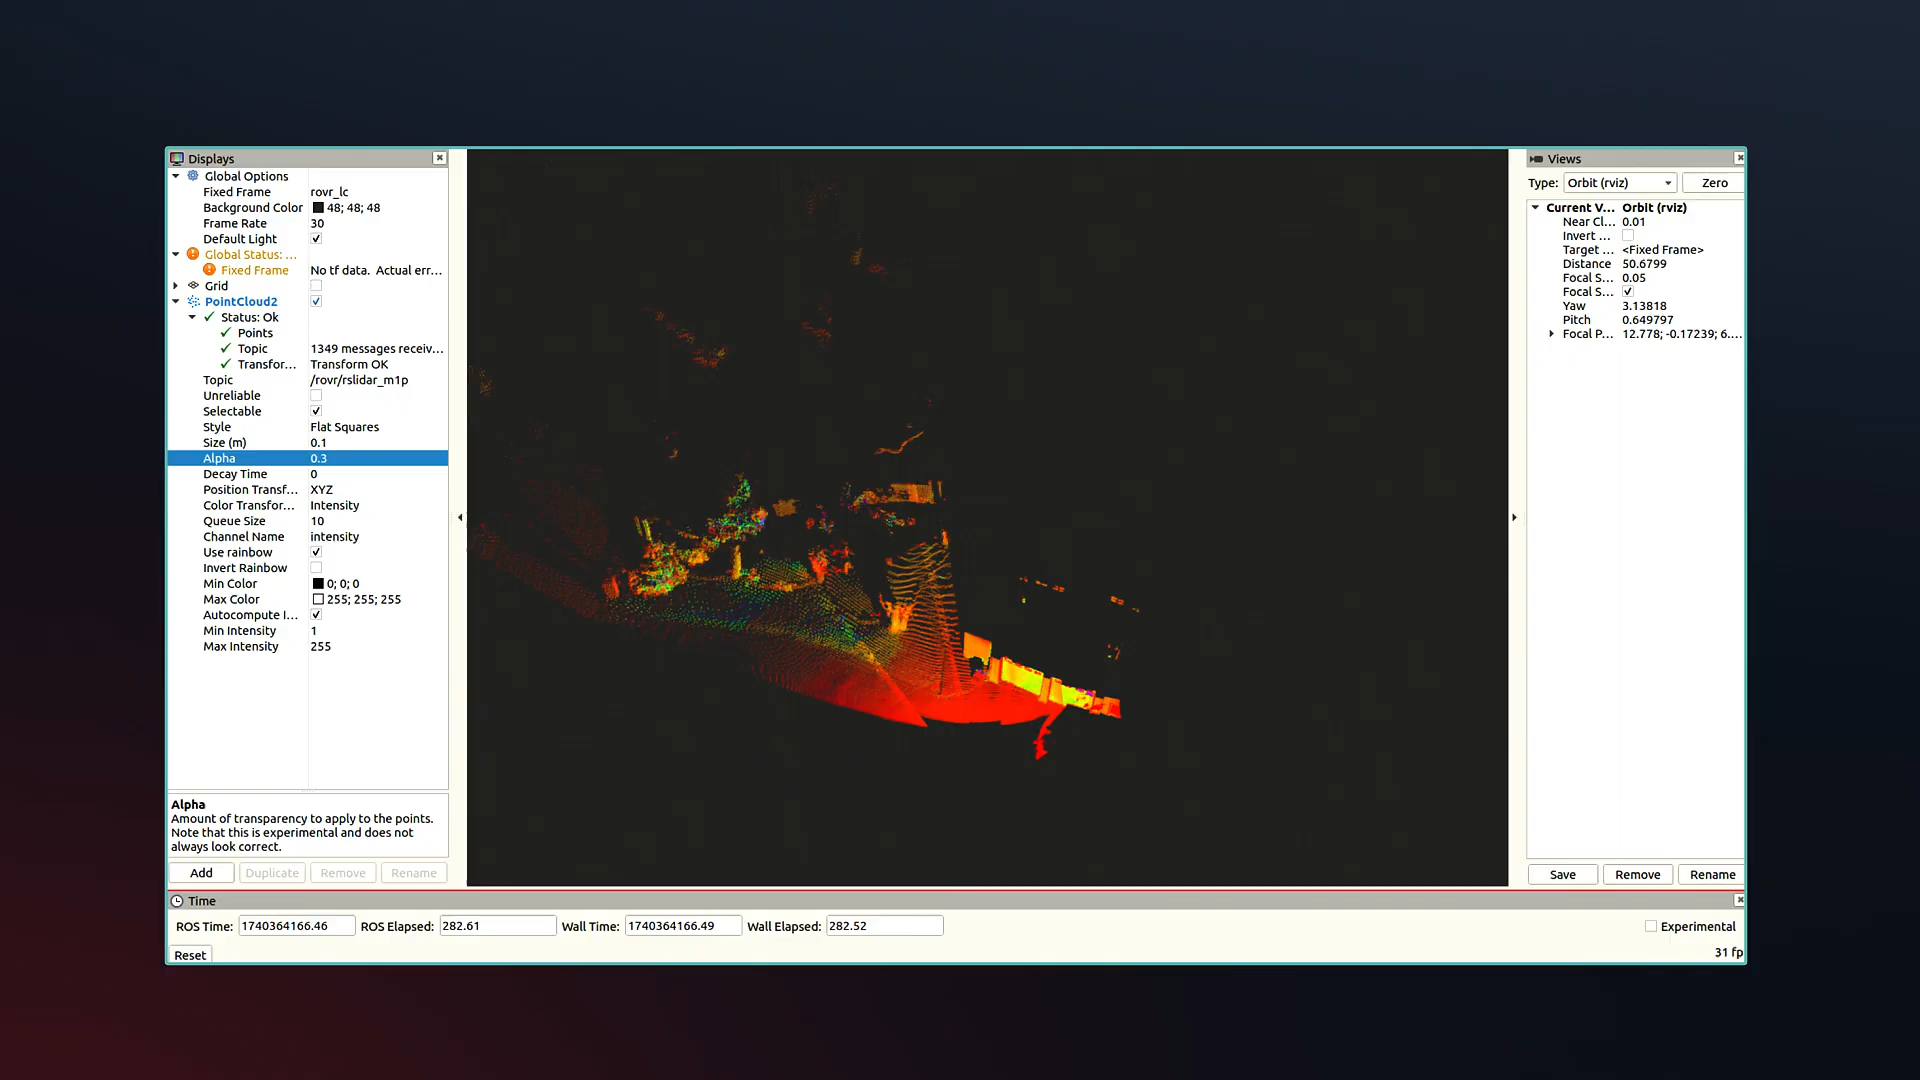 Displays
Global Options
Fixed Frame rovr_lc
Background Color 48; 48; 48
Frame Rate 30
Default Light
Global Status: ...
Fixed Frame No tf data. Actual err...
Grid
PointCloud2
Status: Ok
Points
Topic 1349 messages receiv...
Transfor... Transform OK
Topic /rovr/rslidar_m1p
Unreliable
Selectable
Style Flat Squares
Size (m) 0.1
Alpha 0.3
Decay Time 0
Position Transf... XYZ
Color Transfor... Intensity
Queue Size 10
Channel Name intensity
Use rainbow
Invert Rainbow
Min Color 0; 0; 0
Max Color 255; 255; 255
Autocompute I...
Min Intensity 1
Max Intensity 255
Alpha
Amount of transparency to apply to the points.
Note that this is experimental and does not
always look correct.
Add Duplicate Remove Rename
Views
Type: Orbit (rviz) Zero
Current V... Orbit (rviz)
Near Cl... 0.01
Invert ...
Target ... <Fixed Frame>
Distance 50.6799
Focal S... 0.05
Focal S...
Yaw 3.13818
Pitch 0.649797
Focal P... 12.778; -0.17239; 6....
Save Remove Rename
Time
ROS Time: 1740364166.46 ROS Elapsed: 282.61 Wall Time: 1740364166.49 Wall Elapsed: 282.52 Experimental
Reset 31 fp